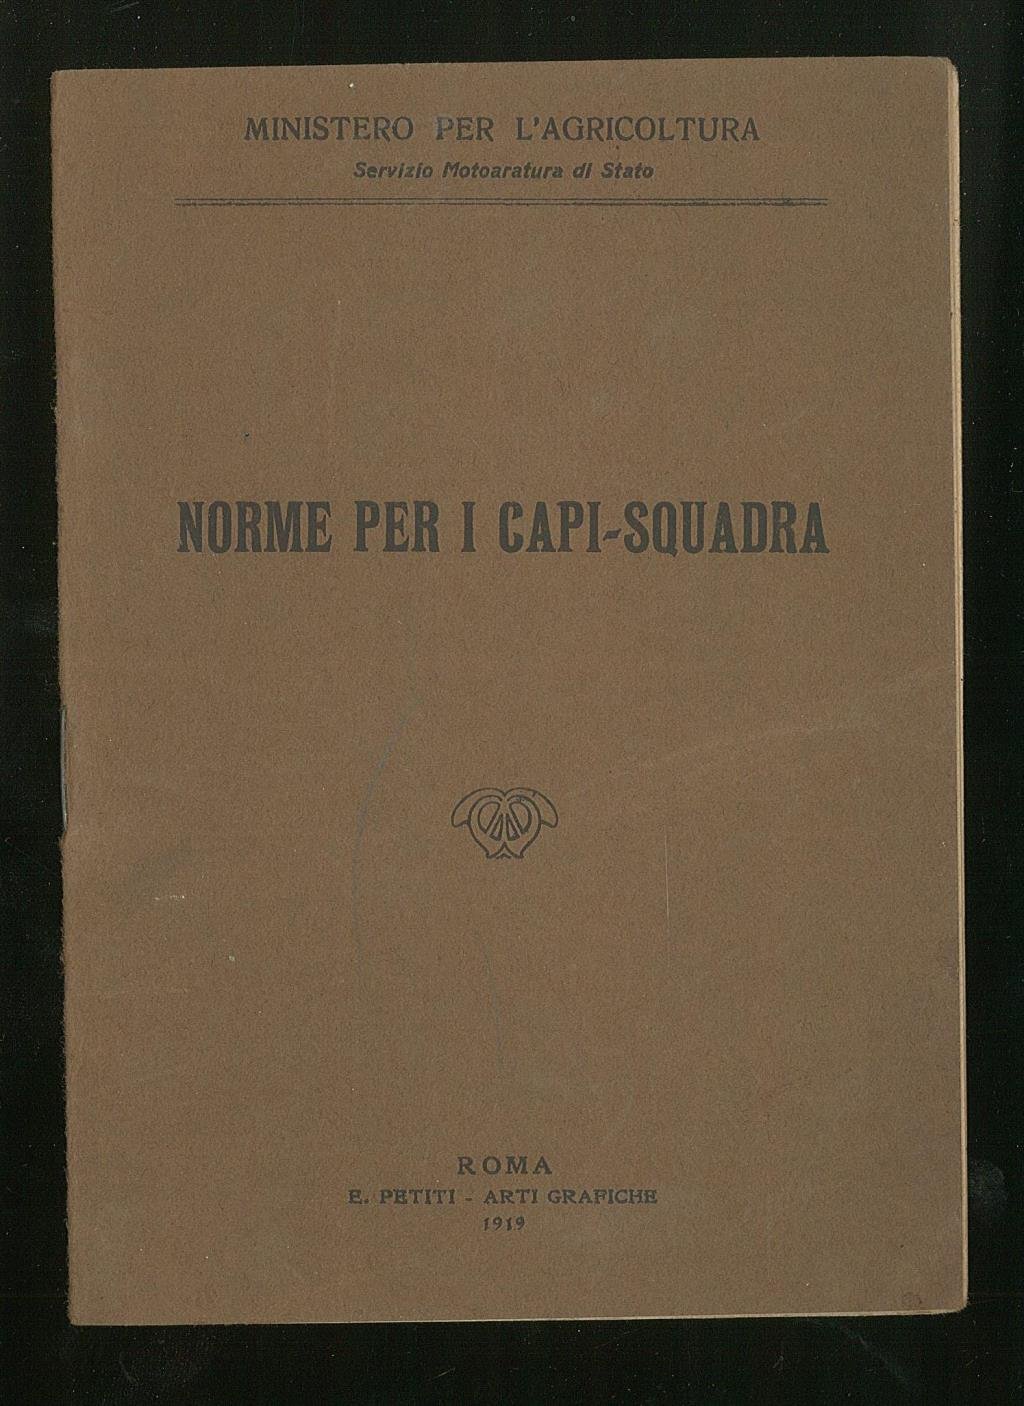 MINISTERO PER L'AGRICOLTURA
Servizio Motoaratura di Stato
NORME PER I CAPI-SQUADRA
ROMA
E. PETITI - ARTI GRAFICHE
1919